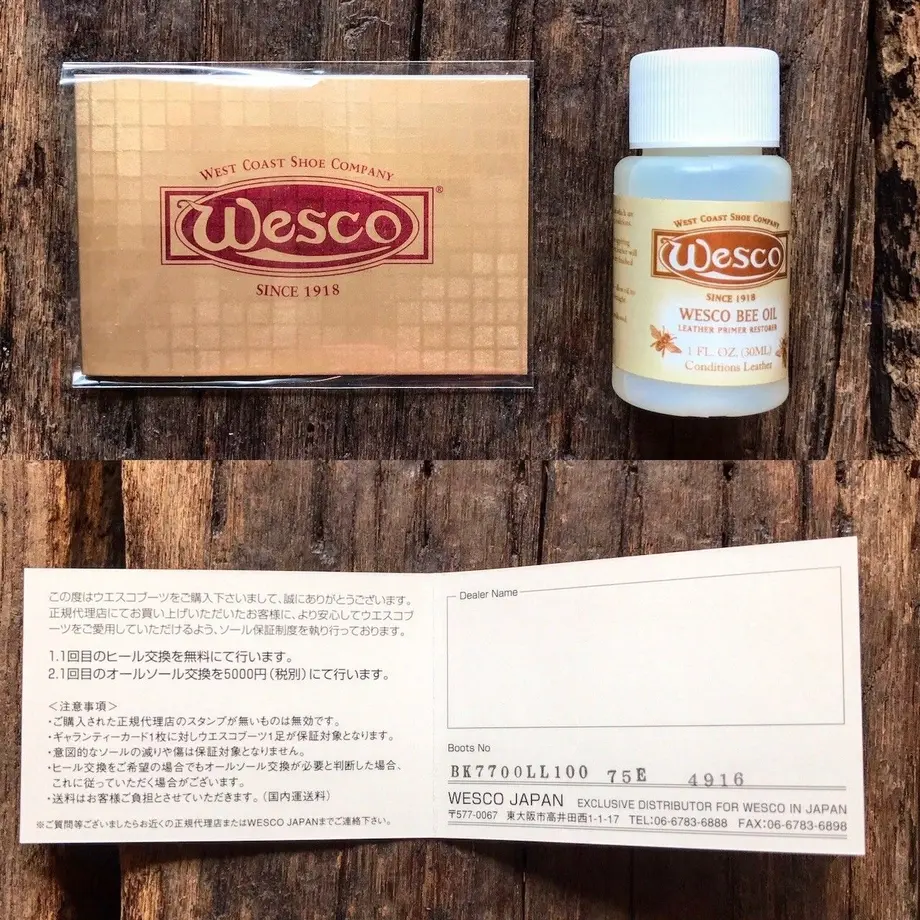 WEST COAST SHOE COMPANY
Wesco®
SINCE 1918
WEST COAST SHOE COMPANY
Wesco
SINCE 1918
WESCO BEE OIL
LEATHER PRIMER RESTORER
1 FL. OZ. (30ML)
Conditions Leather
この度はウエスコブーツをご購入下さいまして、誠にありがとうございます。
正規代理店にてお買い上げいただいたお客様に、より安心してウエスコブ
ーツをご愛用していただけるよう、ソール保証制度を執り行っております。
1.1回目のヒール交換を無料にて行います。
2.1回目のオールソール交換を5000円(税別)にて行います。
<注意事項>
・ご購入された正規代理店のスタンプが無いものは無効です。
・ギャランティーカード1枚に対しウエスコブーツ1足が保証対象となります。
・意図的なソールの減りや傷は保証対象となりません。
・ヒール交換をご希望の場合でもオールソール交換が必要と判断した場合、
これに従っていただく場合がございます。
・送料はお客様ご負担とさせていただきます。(国内運送料)
※ご質問等ございましたらお近くの正規代理店またはWESCO JAPANまでご連絡下さい。
Dealer Name
Boots No
BK7700LL100 75E 4916
WESCO JAPAN EXCLUSIVE DISTRIBUTOR FOR WESCO IN JAPAN
〒577-0067 東大阪市高井田西1-1-17 TEL:06-6783-6888 FAX:06-6783-6898